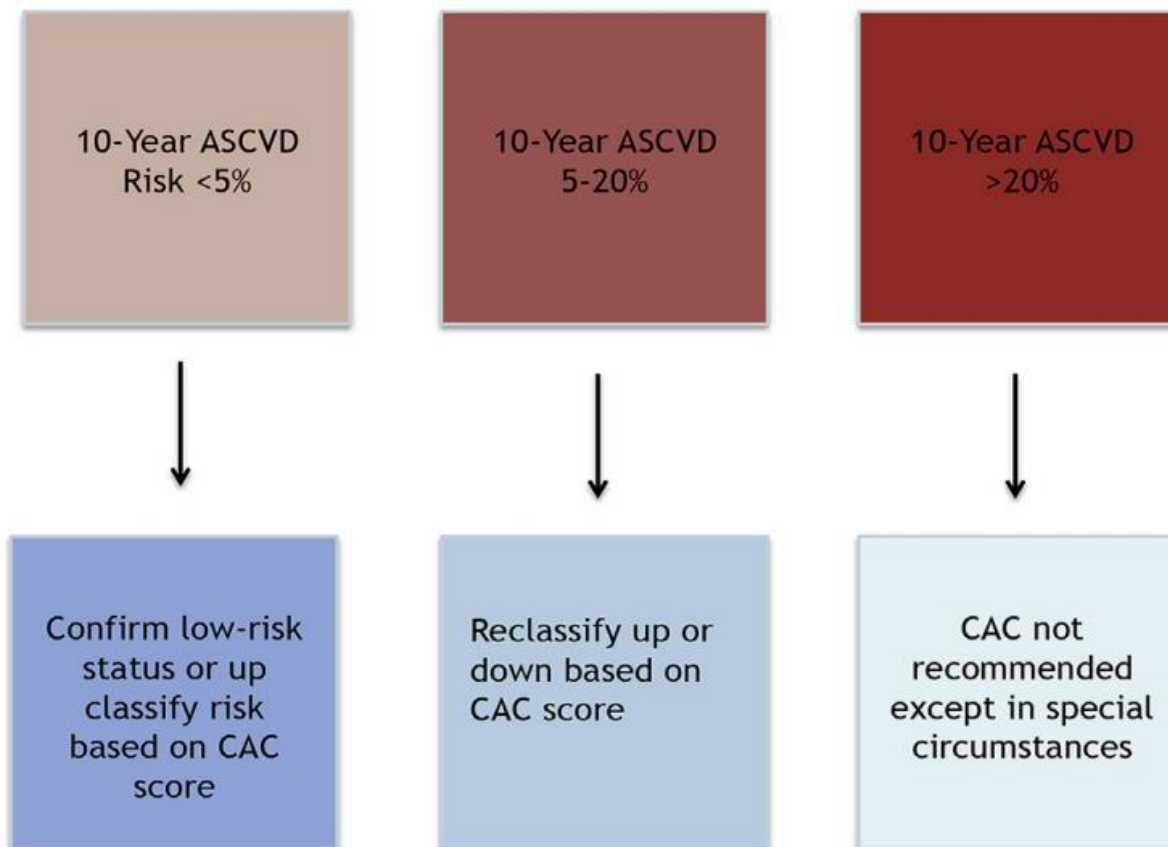 10-Year ASCVD
Risk <5%
10-Year ASCVD
5-20%
10-Year ASCVD
>20%
Confirm low-risk
status or up
classify risk
based on CAC
score
Reclassify up or
down based on
CAC score
CAC not
recommended
except in special
circumstances